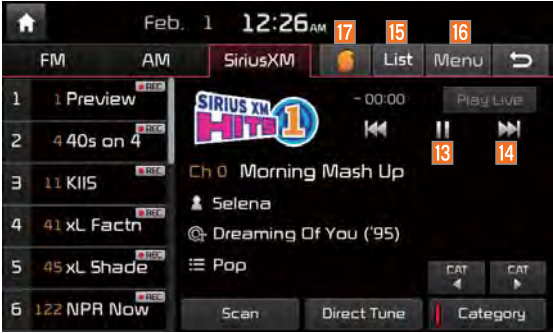 Feb. 1 12:26 AM
17 15 16
FM AM SiriusXM List Menu
1 1 Preview REC
2 4 40s on 4 REC
3 11 KIIS REC
4 41 xL Factn REC
5 45 xL Shade REC
6 122 NPR Now REC
SIRIUS XM HITS 1
- 00:00 Play Live
13 14
Ch 0 Morning Mash Up
Selena
Dreaming Of You ('95)
Pop
CAT CAT
Scan Direct Tune Category